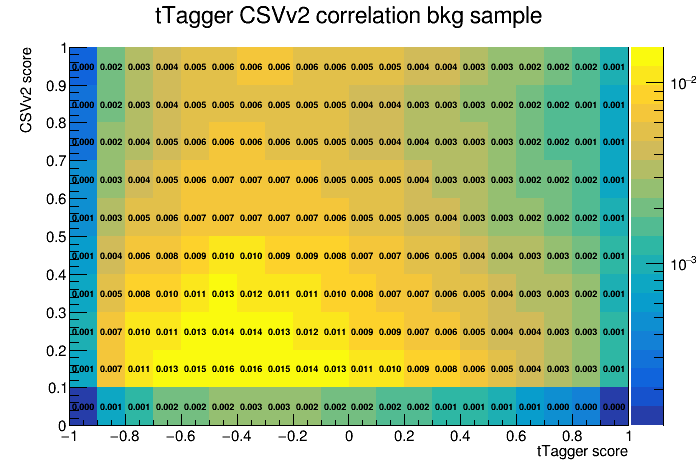 tTagger CSVv2 correlation bkg sample
CSVv2 score
1
0.000 0.002 0.003 0.004 0.005 0.006 0.006 0.006 0.006 0.006 0.005 0.005 0.004 0.004 0.003 0.003 0.002 0.002 0.002 0.001
0.9
0.000 0.002 0.003 0.004 0.005 0.005 0.005 0.005 0.005 0.005 0.004 0.004 0.004 0.003 0.003 0.002 0.002 0.002 0.001 0.001
0.8
0.000 0.002 0.004 0.004 0.005 0.006 0.006 0.005 0.005 0.005 0.005 0.004 0.004 0.003 0.003 0.003 0.002 0.002 0.001 0.001
0.7
0.000 0.003 0.004 0.005 0.006 0.007 0.007 0.007 0.006 0.006 0.005 0.005 0.004 0.003 0.003 0.003 0.002 0.002 0.002 0.001
0.6
0.001 0.003 0.005 0.006 0.007 0.007 0.007 0.007 0.006 0.006 0.005 0.005 0.005 0.004 0.003 0.003 0.003 0.002 0.002 0.001
0.5
0.001 0.004 0.006 0.008 0.009 0.010 0.010 0.009 0.009 0.008 0.007 0.007 0.006 0.005 0.004 0.004 0.003 0.003 0.002 0.001
0.4
0.001 0.005 0.008 0.010 0.011 0.013 0.012 0.011 0.011 0.010 0.008 0.007 0.007 0.006 0.005 0.004 0.004 0.003 0.002 0.001
0.3
0.001 0.007 0.010 0.011 0.013 0.014 0.014 0.013 0.012 0.011 0.009 0.009 0.007 0.007 0.006 0.005 0.004 0.003 0.003 0.001
0.2
0.001 0.007 0.011 0.013 0.015 0.016 0.016 0.015 0.014 0.013 0.011 0.010 0.009 0.008 0.007 0.006 0.004 0.004 0.003 0.001
0.1
0.000 0.001 0.001 0.002 0.002 0.002 0.003 0.003 0.002 0.002 0.002 0.002 0.002 0.001 0.001 0.001 0.001 0.000 0.000 0.000
0
−1 −0.8 −0.6 −0.4 −0.2 0 0.2 0.4 0.6 0.8 1
tTagger score
10−2
10−3